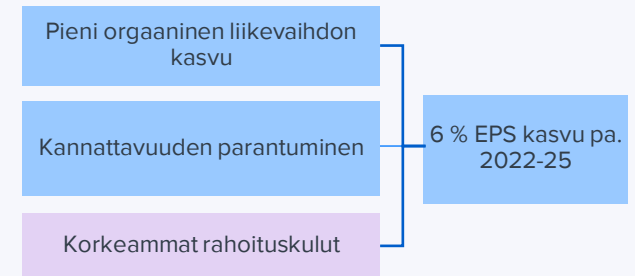 Pieni orgaaninen liikevaihdon
kasvu
Kannattavuuden parantuminen
6 % EPS kasvu pa.
2022-25
Korkeammat rahoituskulut